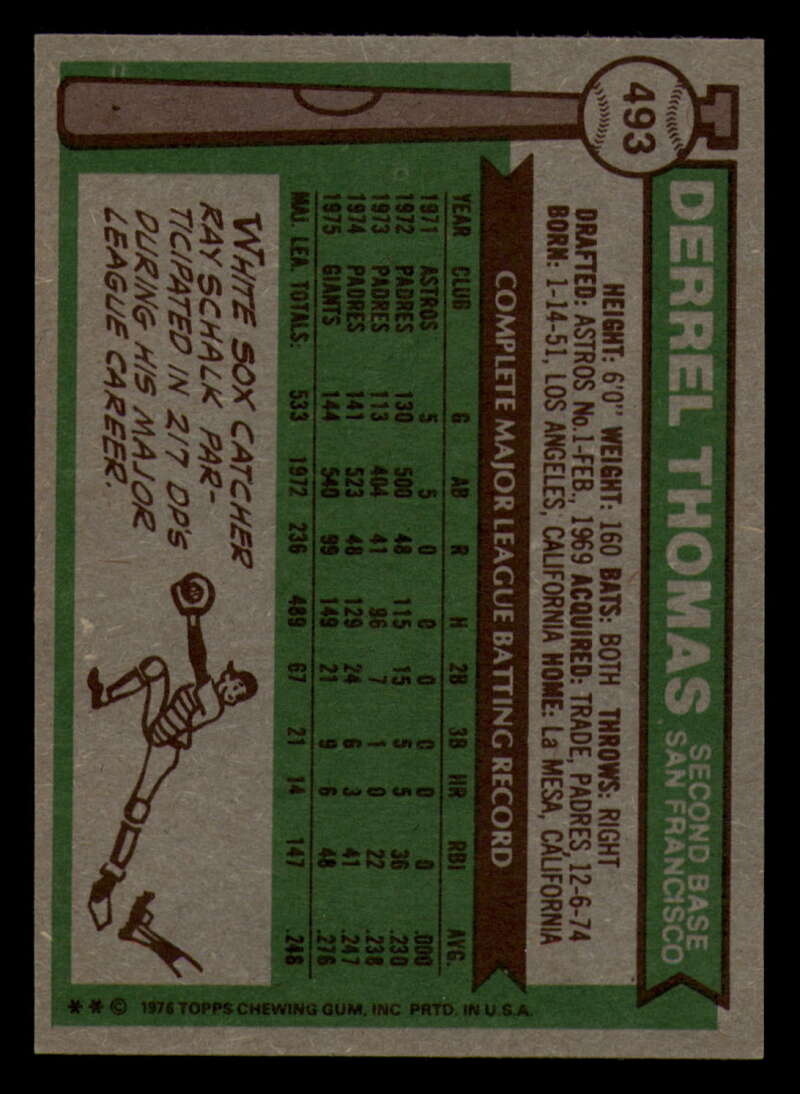 493
DERREL THOMAS
SECOND BASE
SAN FRANCISCO
HEIGHT: 6'0" WEIGHT: 160 BATS: BOTH THROWS: RIGHT
DRAFTED: ASTROS No.1-FEB., 1969 ACQUIRED: TRADE, PADRES, 12-6-74
BORN: 1-14-51, LOS ANGELES, CALIFORNIA HOME: La MESA, CALIFORNIA
COMPLETE MAJOR LEAGUE BATTING RECORD
YEAR CLUB G AB R H 2B 3B HR RBI AVG.
1971 ASTROS 5 5 0 0 0 0 0 0 .000
1972 PADRES 130 500 48 115 15 5 5 36 .230
1973 PADRES 113 404 41 96 7 1 0 22 .238
1974 PADRES 141 523 48 129 24 6 3 41 .247
1975 GIANTS 144 540 99 149 21 9 6 48 .276
MAJ. LEA. TOTALS: 533 1972 236 489 67 21 14 147 .248
WHITE SOX CATCHER
RAY SCHALK PAR-
TICIPATED IN 217 DP'S
DURING HIS MAJOR
LEAGUE CAREER.
** © 1976 TOPPS CHEWING GUM, INC. PRTD. IN U.S.A.